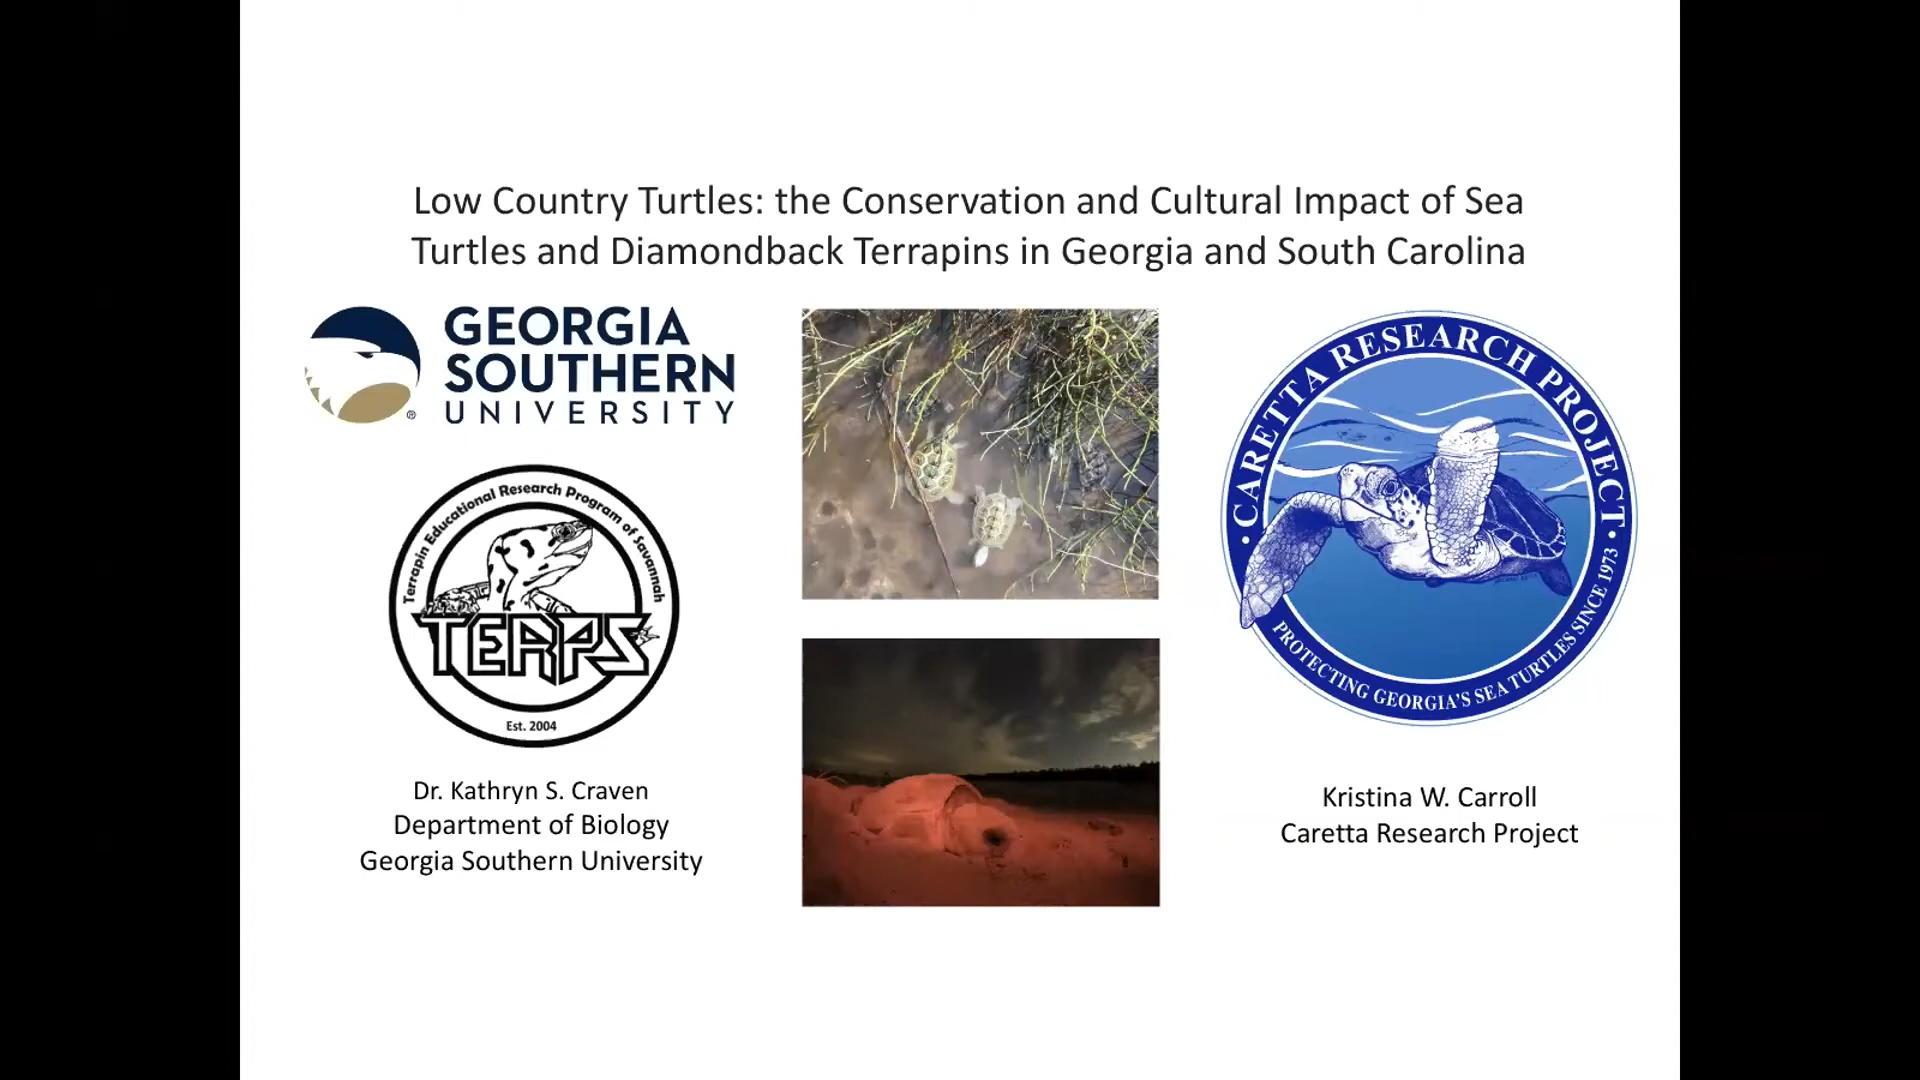 Low Country Turtles: the Conservation and Cultural Impact of Sea
Turtles and Diamondback Terrapins in Georgia and South Carolina
GEORGIA
SOUTHERN
UNIVERSITY
®
Terrapin Educational Research Program of Savannah
TERPS
Est. 2004
Dr. Kathryn S. Craven
Department of Biology
Georgia Southern University
• CARETTA RESEARCH PROJECT •
PROTECTING GEORGIA'S SEA TURTLES SINCE 1973
Kristina W. Carroll
Caretta Research Project